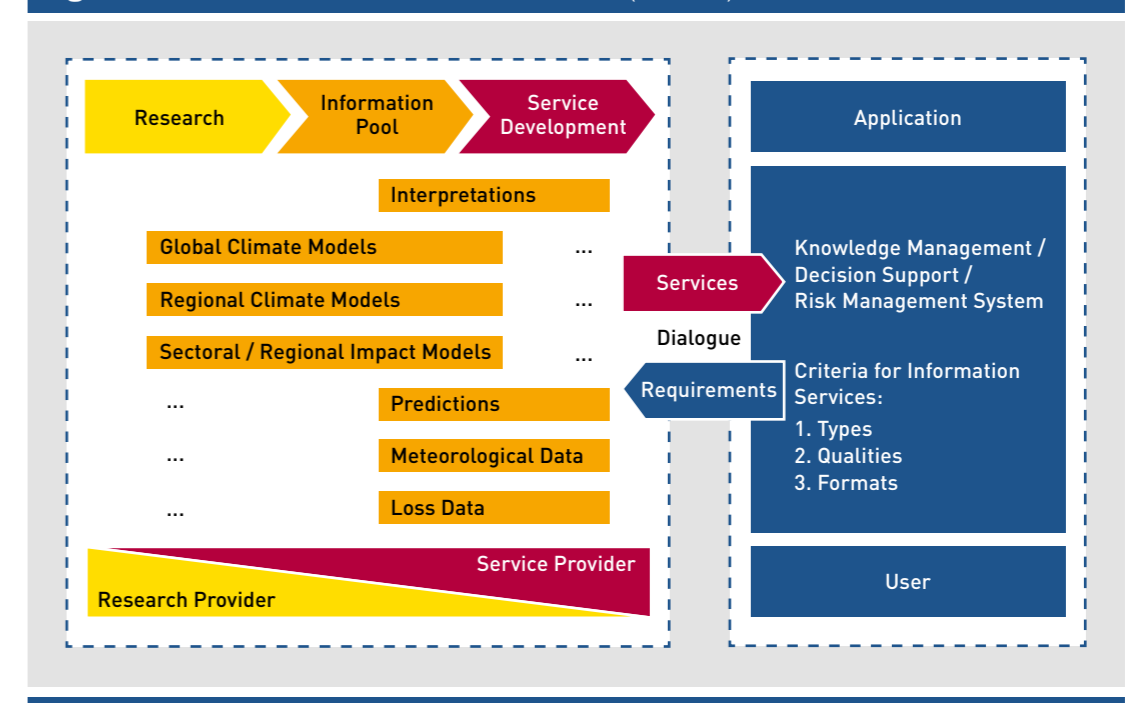 Research
Information
Pool
Service
Development
Interpretations
Global Climate Models
...
Regional Climate Models
...
Sectoral / Regional Impact Models
...
...
Predictions
...
Meteorological Data
...
Loss Data
Service Provider
Research Provider
Services
Dialogue
Requirements
Application
Knowledge Management /
Decision Support /
Risk Management System
Criteria for Information
Services:
1. Types
2. Qualities
3. Formats
User